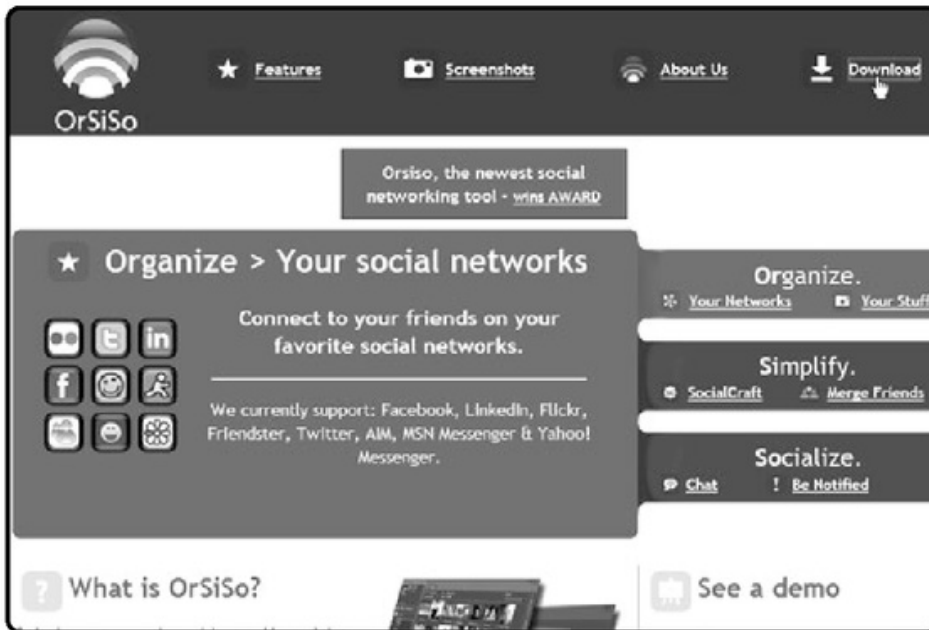 OrSiSo
Features
Screenshots
About Us
Download
Orsiso, the newest social
networking tool - wins AWARD
Organize > Your social networks
Connect to your friends on your
favorite social networks.
We currently support: Facebook, LinkedIn, Flickr,
Friendster, Twitter, AIM, MSN Messenger & Yahoo!
Messenger.
Organize.
Your Networks
Your Stuff
Simplify.
SocialCraft
Merge Friends
Socialize.
Chat
! Be Notified
? What is OrSiSo?
See a demo